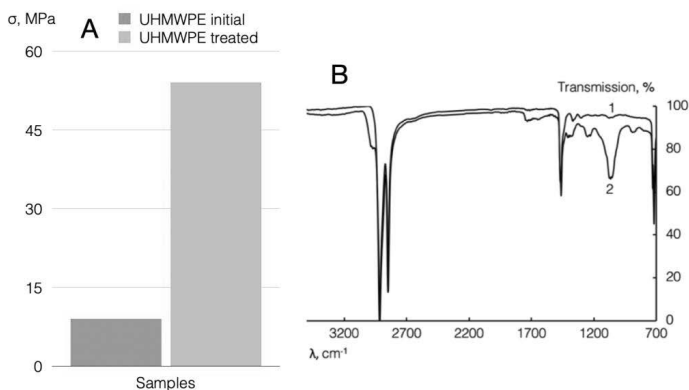 σ, MPa
A
UHMWPE initial
UHMWPE treated
60
45
30
15
0
Samples
B
Transmission, %
1
2
100
80
60
40
20
0
3200 2700 2200 1700 1200 700
λ, cm⁻¹